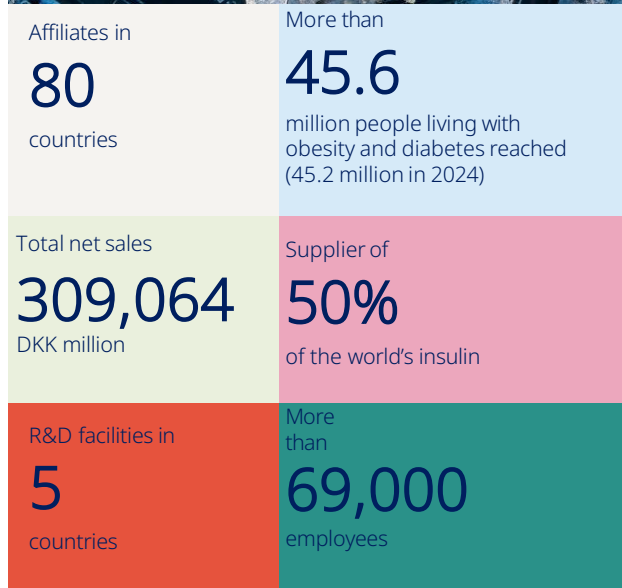 Affiliates in
80
countries
More than
45.6
million people living with
obesity and diabetes reached
(45.2 million in 2024)
Total net sales
309,064
DKK million
Supplier of
50%
of the world’s insulin
R&D facilities in
5
countries
More
than
69,000
employees